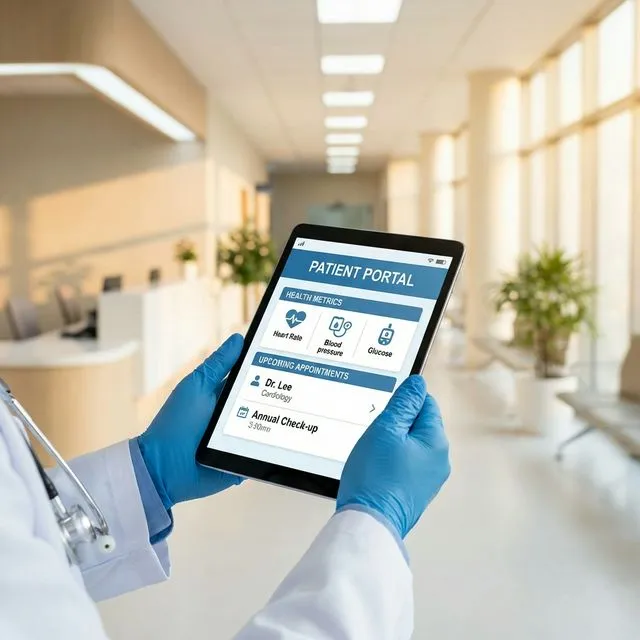 PATIENT PORTAL
HEALTH METRICS
Heart Rate
Blood
pressure
Glucose
UPCOMING APPOINTMENTS
Dr. Lee
Cardiology
Annual Check-up